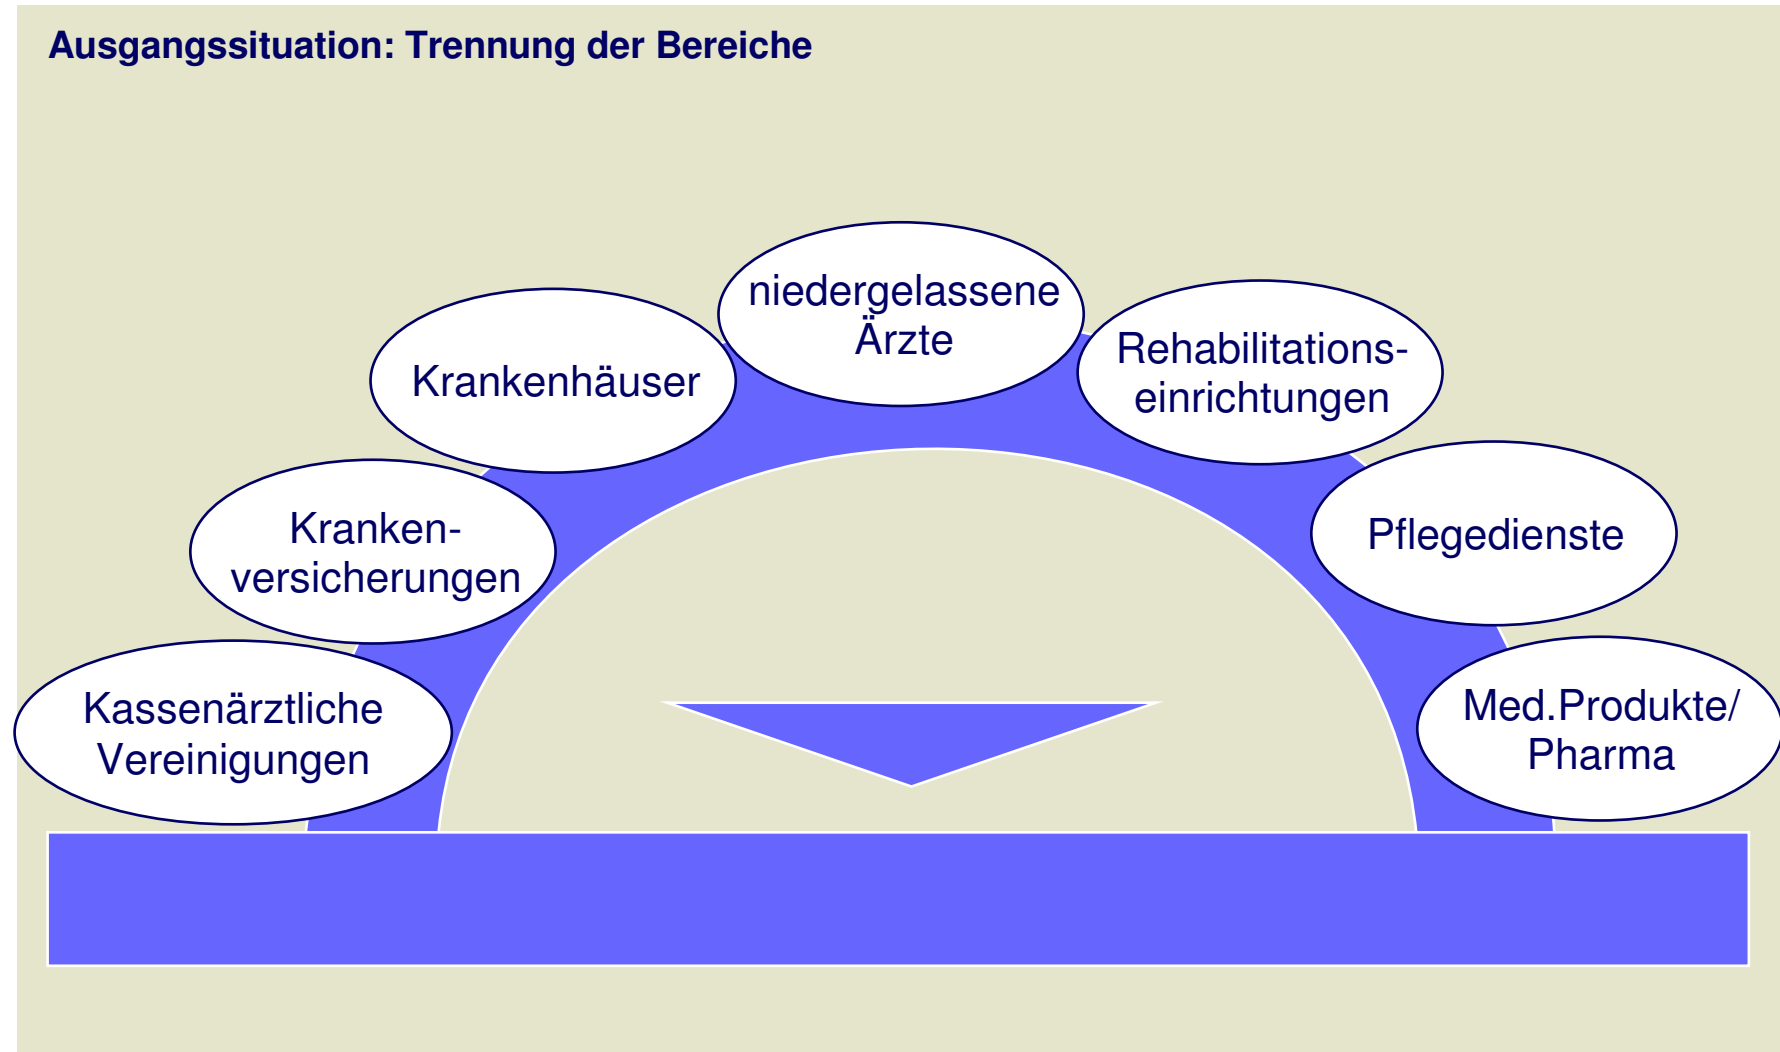 Ausgangssituation: Trennung der Bereiche
niedergelassene
Ärzte
Krankenhäuser
Rehabilitations-
einrichtungen
Kranken-
versicherungen
Pflegedienste
Kassenärztliche
Vereinigungen
Med.Produkte/
Pharma